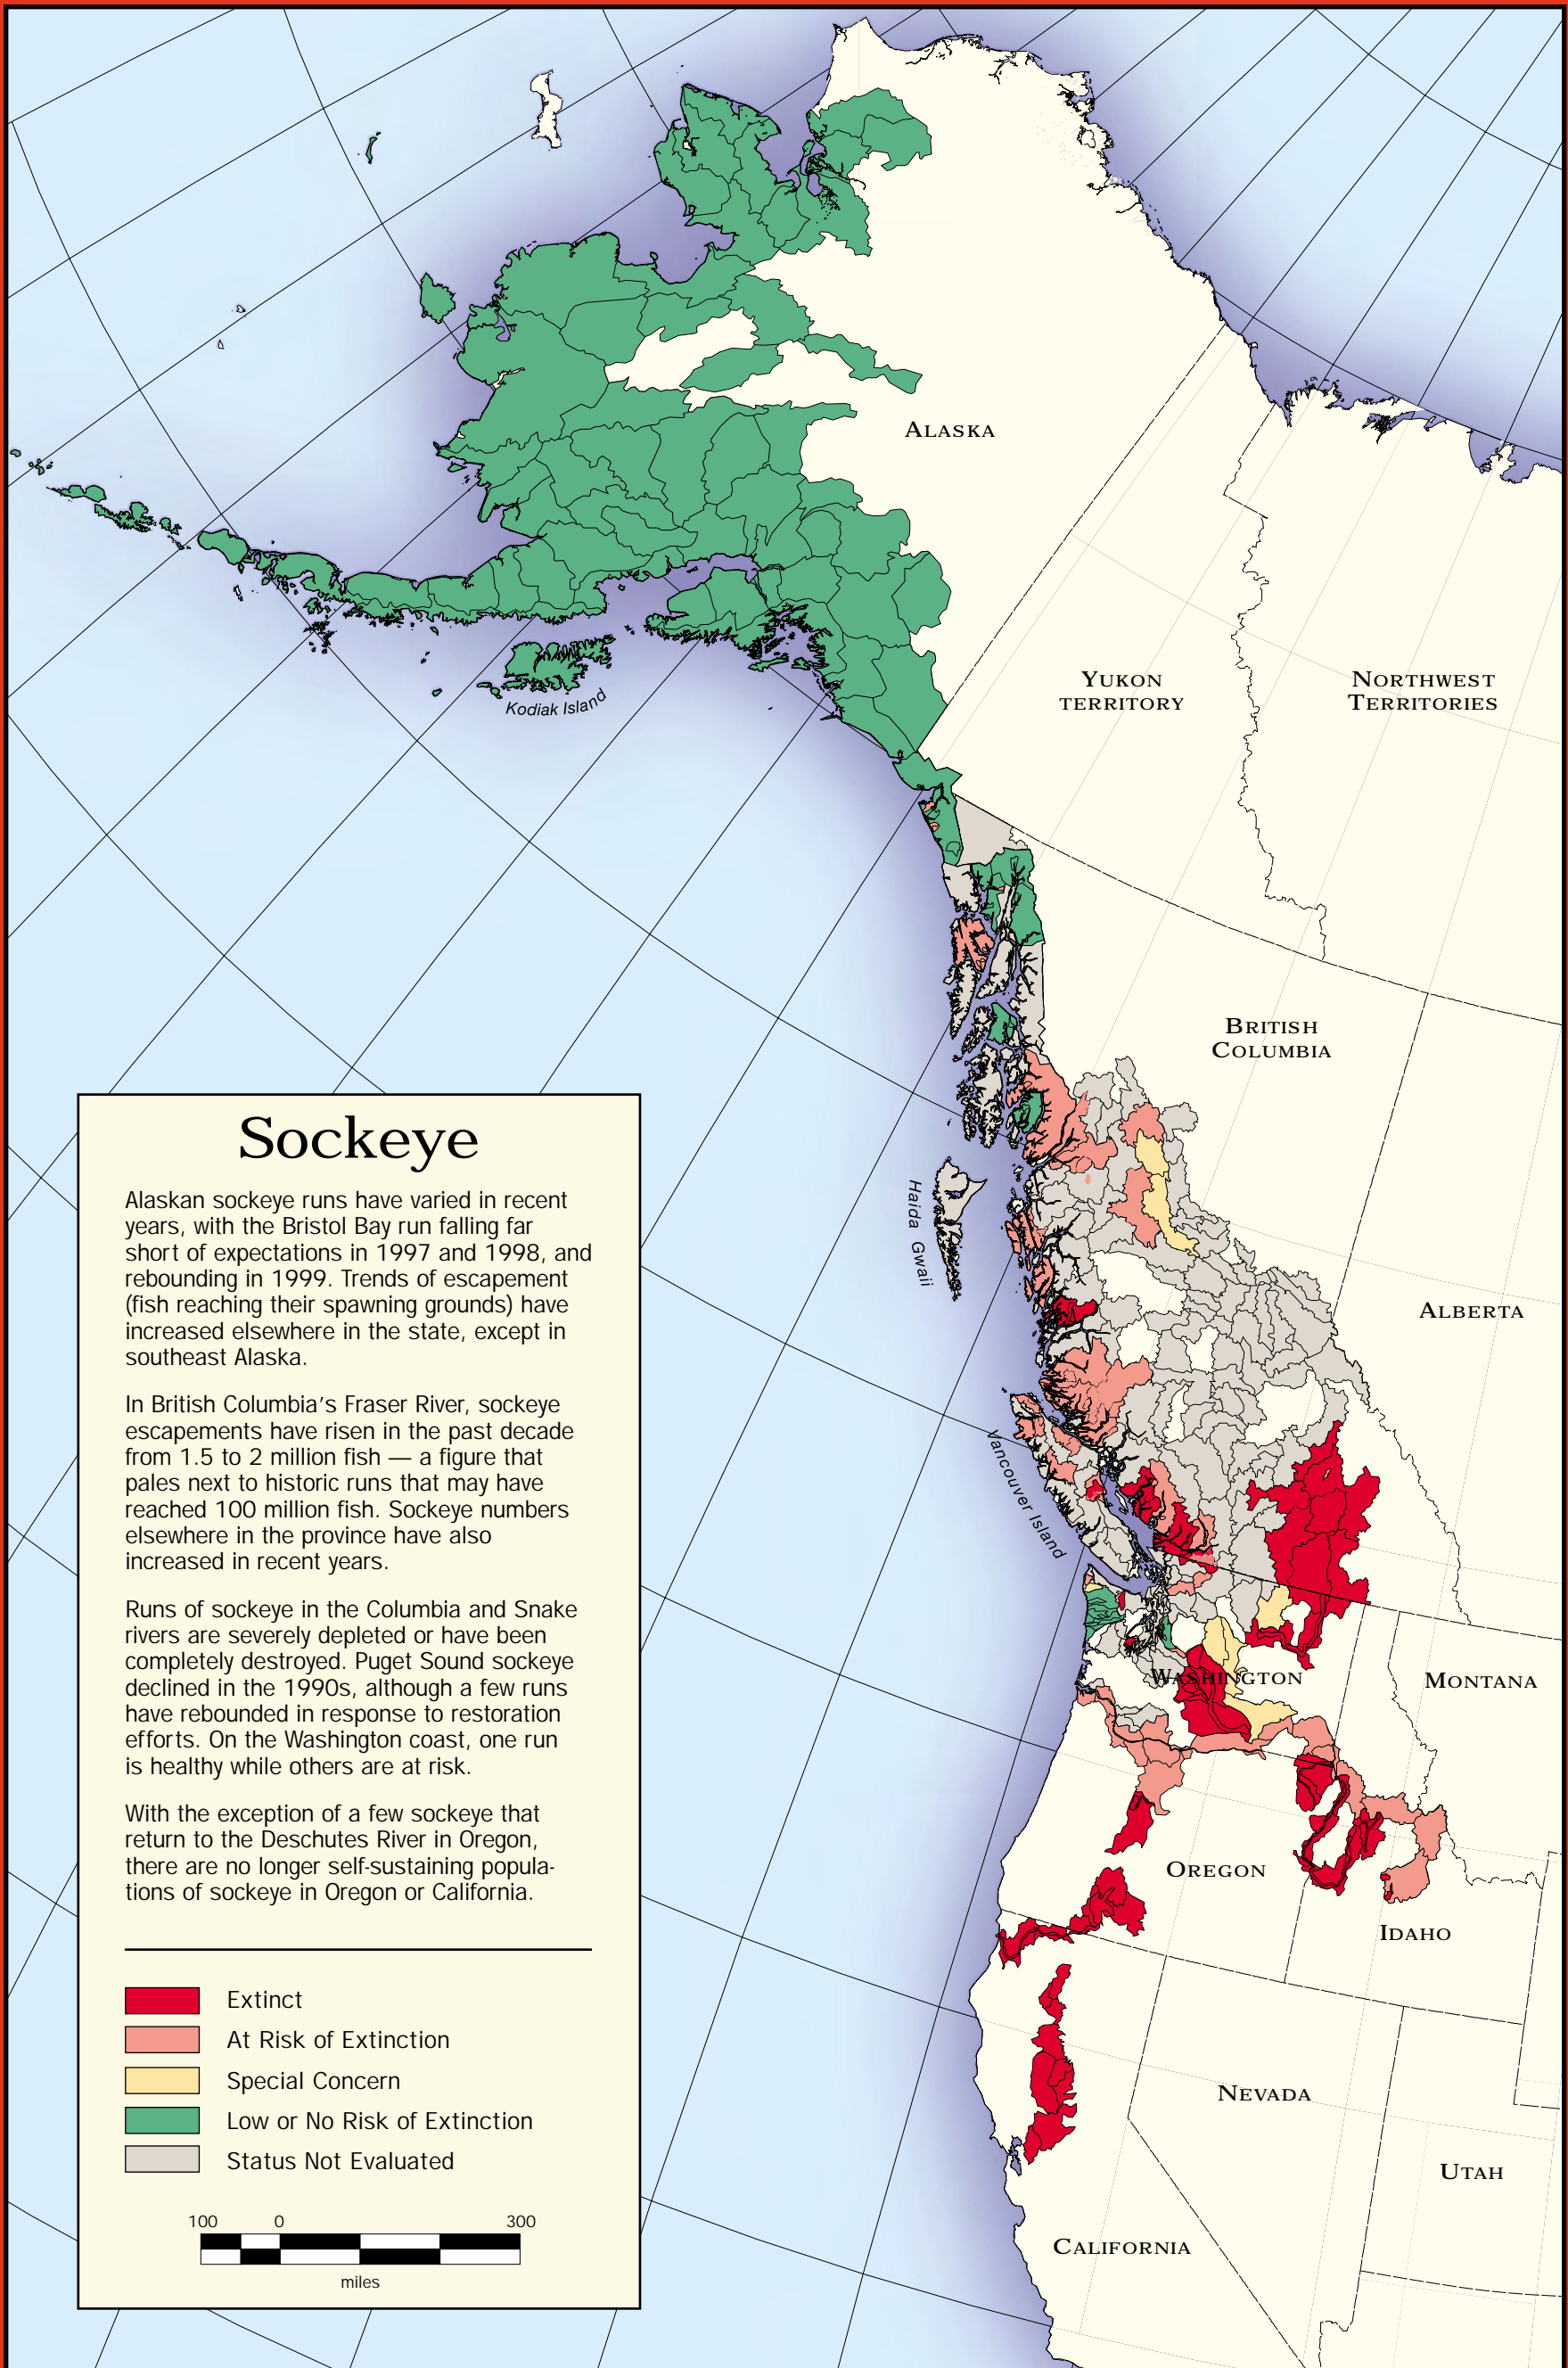 ALASKA
Kodiak Island
YUKON
TERRITORY
NORTHWEST
TERRITORIES
BRITISH
COLUMBIA
Haida Gwaii
ALBERTA
Vancouver Island
WASHINGTON
MONTANA
OREGON
IDAHO
NEVADA
UTAH
CALIFORNIA
Sockeye
Alaskan sockeye runs have varied in recent
years, with the Bristol Bay run falling far
short of expectations in 1997 and 1998, and
rebounding in 1999. Trends of escapement
(fish reaching their spawning grounds) have
increased elsewhere in the state, except in
southeast Alaska.
In British Columbia’s Fraser River, sockeye
escapements have risen in the past decade
from 1.5 to 2 million fish — a figure that
pales next to historic runs that may have
reached 100 million fish. Sockeye numbers
elsewhere in the province have also
increased in recent years.
Runs of sockeye in the Columbia and Snake
rivers are severely depleted or have been
completely destroyed. Puget Sound sockeye
declined in the 1990s, although a few runs
have rebounded in response to restoration
efforts. On the Washington coast, one run
is healthy while others are at risk.
With the exception of a few sockeye that
return to the Deschutes River in Oregon,
there are no longer self-sustaining popula-
tions of sockeye in Oregon or California.
Extinct
At Risk of Extinction
Special Concern
Low or No Risk of Extinction
Status Not Evaluated
100 0 300
miles